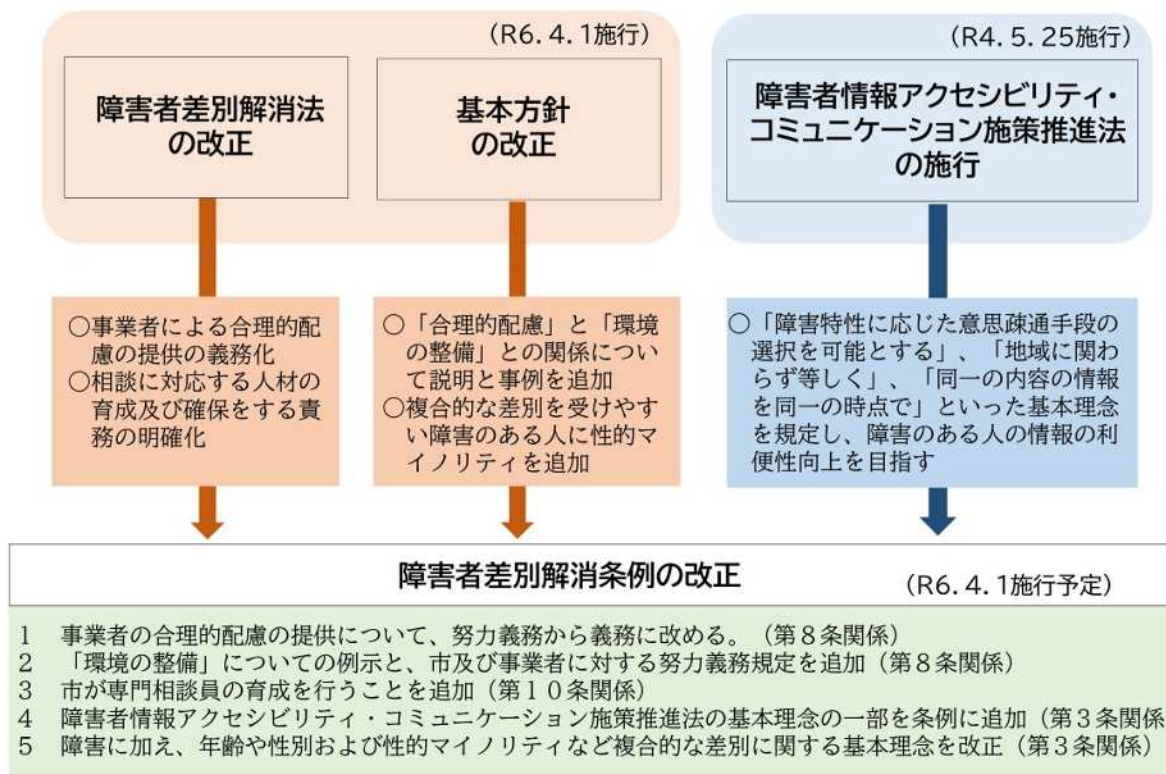 (R6.4.1施行)
障害者差別解消法
の改正
基本方針
の改正
(R4.5.25施行)
障害者情報アクセシビリティ・
コミュニケーション施策推進法
の施行
○事業者による合理的配
慮の提供の義務化
○相談に対応する人材の
育成及び確保をする責
務の明確化
○「合理的配慮」と「環境
の整備」との関係につい
て説明と事例を追加
○複合的な差別を受けやす
い障害のある人に性的マ
イノリティを追加
○「障害特性に応じた意思疎通手段の
選択を可能とする」、「地域に関わ
らず等しく」、「同一の内容の情報
を同一の時点で」といった基本理念
を規定し、障害のある人の情報の利
便性向上を目指す
障害者差別解消条例の改正 (R6.4.1施行予定)
1 事業者の合理的配慮の提供について、努力義務から義務に改める。(第8条関係)
2 「環境の整備」についての例示と、市及び事業者に対する努力義務規定を追加(第8条関係)
3 市が専門相談員の育成を行うことを追加(第10条関係)
4 障害者情報アクセシビリティ・コミュニケーション施策推進法の基本理念の一部を条例に追加(第3条関係
5 障害に加え、年齢や性別および性的マイノリティなど複合的な差別に関する基本理念を改正(第3条関係)